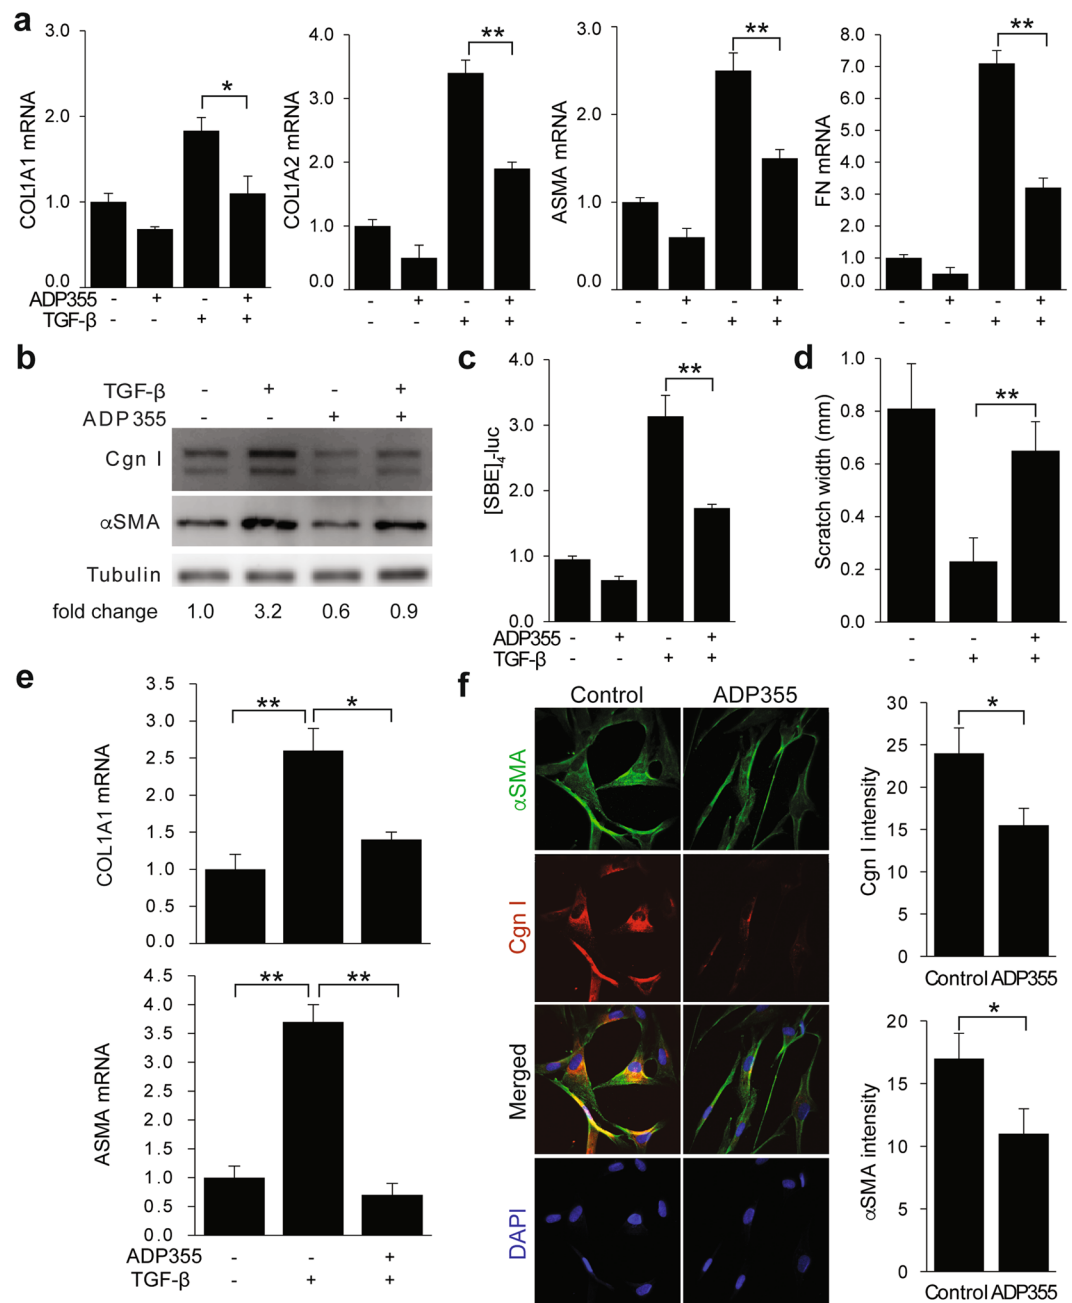 a
COL1A1 mRNA
3.0
2.0
1.0
0.0
*
ADP355 - + - +
TGF-β - - + +
COL1A2 mRNA
4.0
3.0
2.0
1.0
0.0
**
- + - +
- - + +
ASMA mRNA
3.0
2.0
1.0
0.0
**
- + - +
- - + +
FN mRNA
8.0
7.0
6.0
5.0
4.0
3.0
2.0
1.0
0.0
**
- + - +
- - + +
b
TGF-β - + - +
ADP355 - - + +
Cgn I
αSMA
Tubulin
fold change 1.0 3.2 0.6 0.9
c
[SBE]4-luc
4.0
3.0
2.0
1.0
0.0
**
ADP355 - + - +
TGF-β - - + +
d
Scratch width (mm)
1.0
0.8
0.6
0.4
0.2
0.0
**
- - +
- + +
e
COL1A1 mRNA
3.5
3.0
2.5
2.0
1.5
1.0
0.5
0.0
** *
ASMA mRNA
4.5
4.0
3.5
3.0
2.5
2.0
1.5
1.0
0.5
0.0
** **
ADP355 - - +
TGF-β - + +
f
Control ADP355
αSMA
Cgn I
Merged
DAPI
Cgn I intensity
30
25
20
15
10
5
0
*
Control ADP355
αSMA intensity
20
15
10
5
0
*
Control ADP355